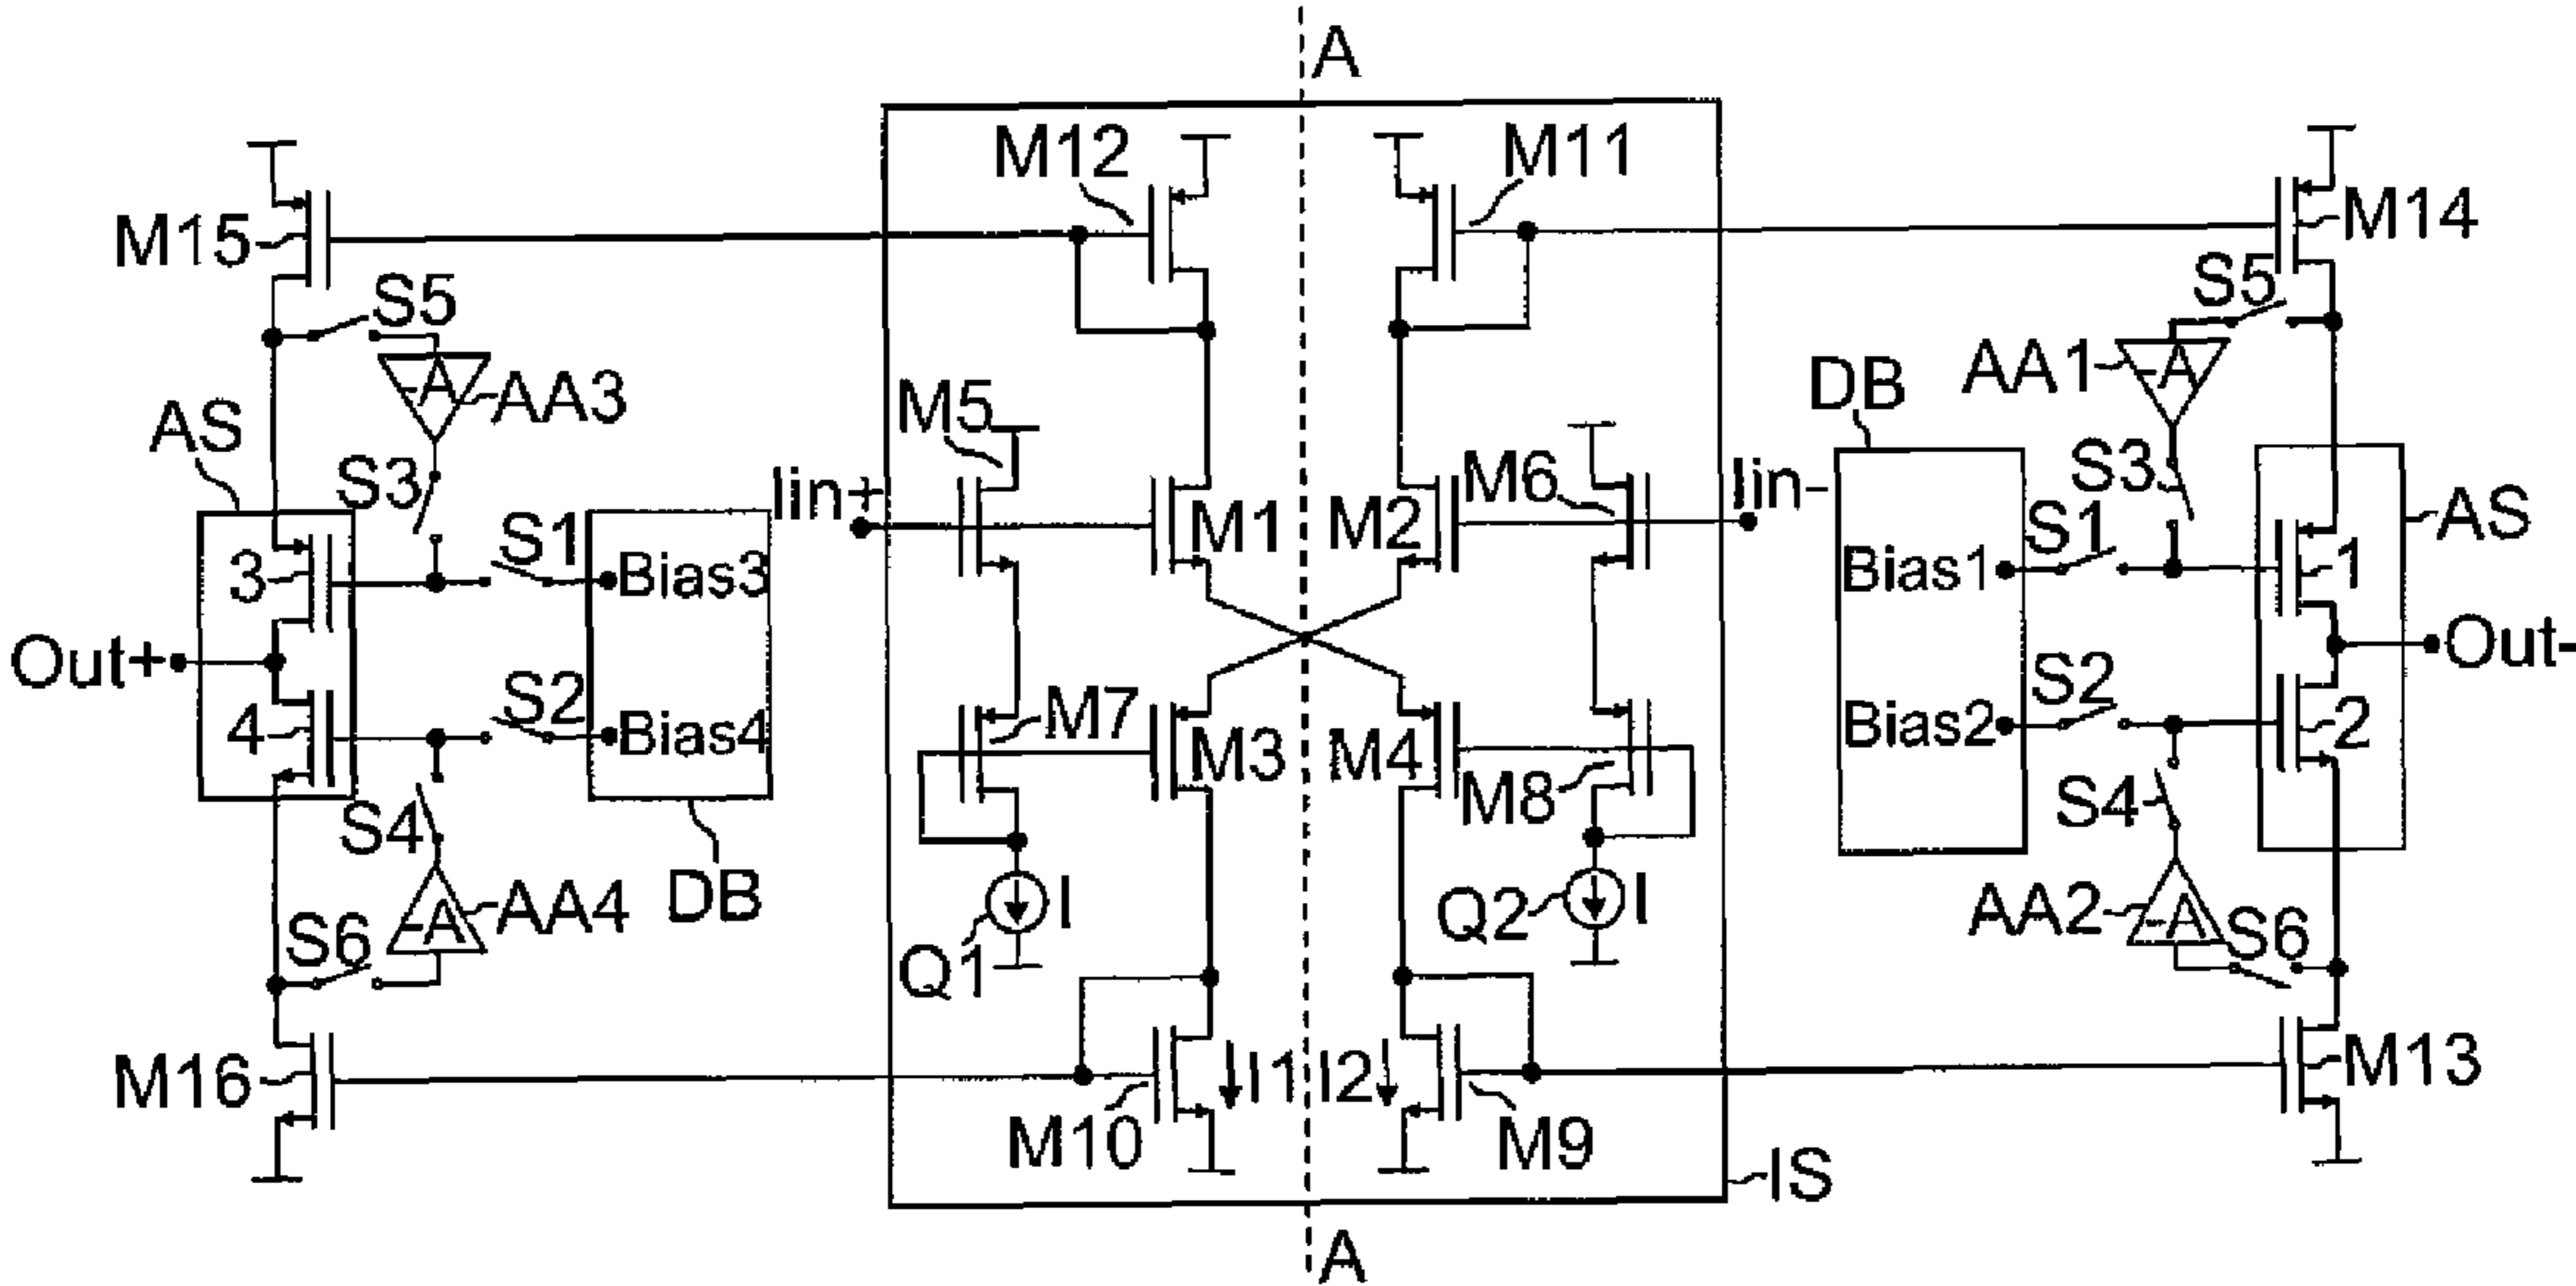 A
M12
M11
M15
M14
S5
S5
AA3
-A
AA1
-A
DB
AS
M5
S3
Iin+
M6
Iin-
S3
AS
S1
M1
M2
S1
3
Bias3
Bias1
1
Out+
S2
Out-
4
Bias4
M7
S2
Bias2
2
M3
M4
M8
S4
DB
S4
AA4
-A
Q1
I
Q2
I
AA2
-A
S6
S6
M16
M10
I1
I2
M9
M13
IS
A